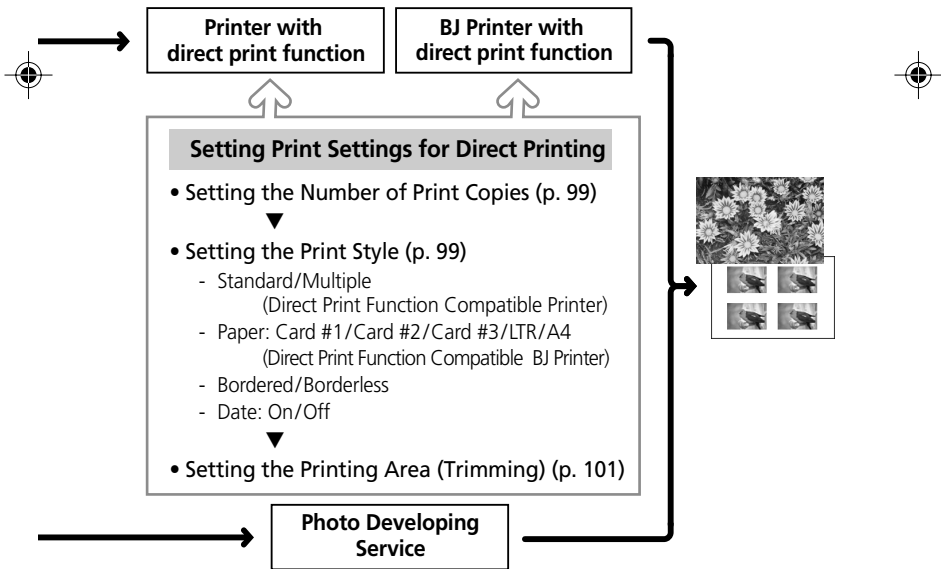 Printer with
direct print function
BJ Printer with
direct print function
Setting Print Settings for Direct Printing
• Setting the Number of Print Copies (p. 99)
▼
• Setting the Print Style (p. 99)
- Standard/Multiple
(Direct Print Function Compatible Printer)
- Paper: Card #1/Card #2/Card #3/LTR/A4
(Direct Print Function Compatible BJ Printer)
- Bordered/Borderless
- Date: On/Off
▼
• Setting the Printing Area (Trimming) (p. 101)
Photo Developing
Service